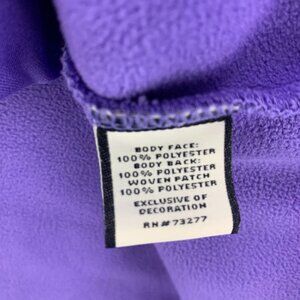 BODY FACE:
100% POLYESTER
BODY BACK:
100% POLYESTER
WOVEN PATCH
100% POLYESTER
EXCLUSIVE OF
DECORATION
RN# 73277